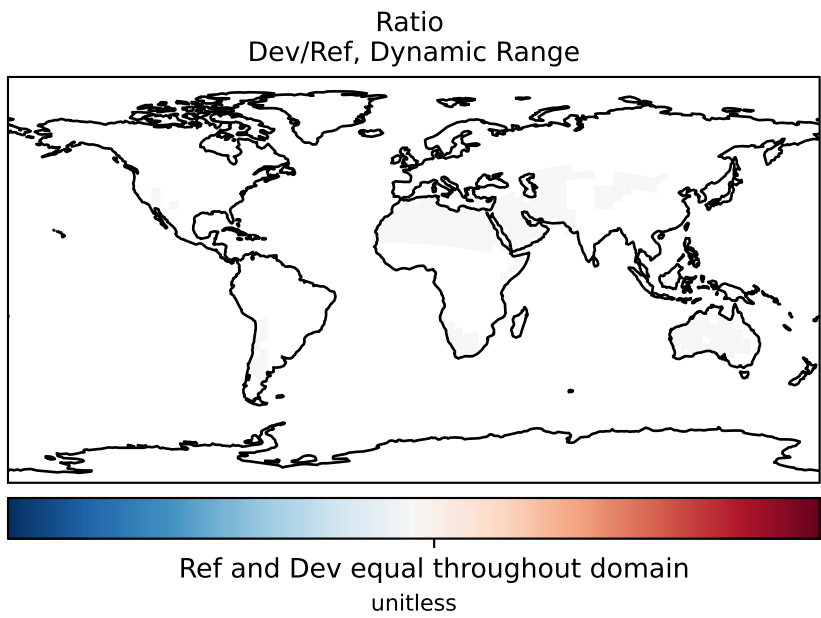 Ratio
Dev/Ref, Dynamic Range
Ref and Dev equal throughout domain
unitless